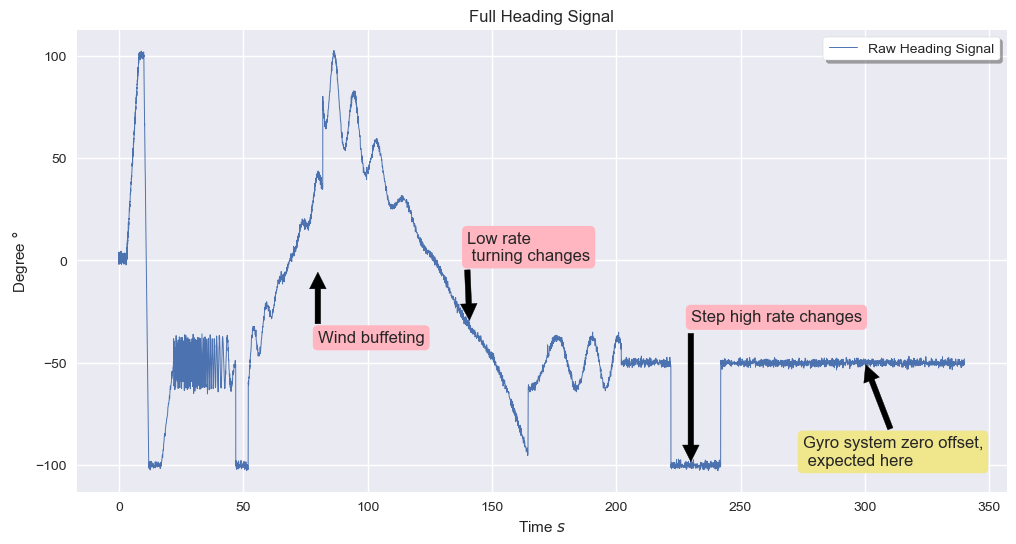 Full Heading Signal
Raw Heading Signal
Degree °
100
50
0
−50
−100
Low rate
turning changes
Wind buffeting
Step high rate changes
Gyro system zero offset,
expected here
0 50 100 150 200 250 300 350
Time s